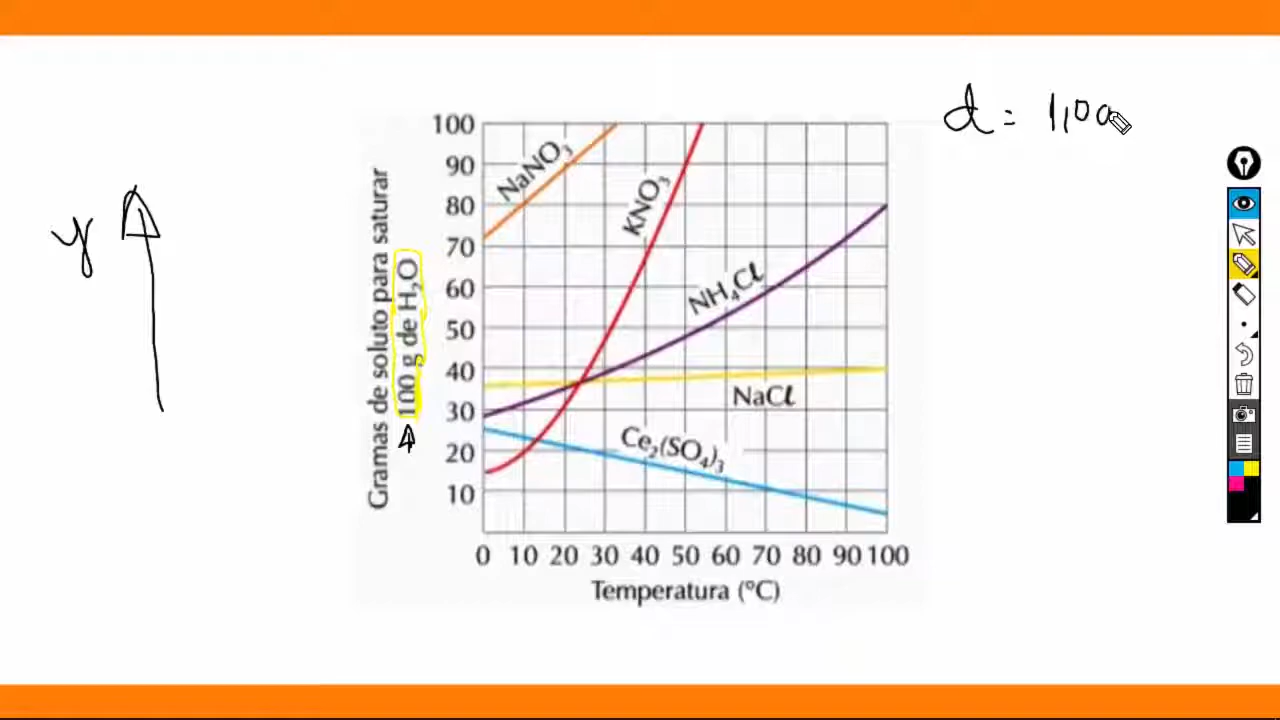 d = 1,00
y
Gramas de soluto para saturar
100 g de H₂O
100
90
80
70
60
50
40
30
20
10
NaNO₃
KNO₃
NH₄Cℓ
NaCℓ
Ce₂(SO₄)₃
0 10 20 30 40 50 60 70 80 90 100
Temperatura (ºC)